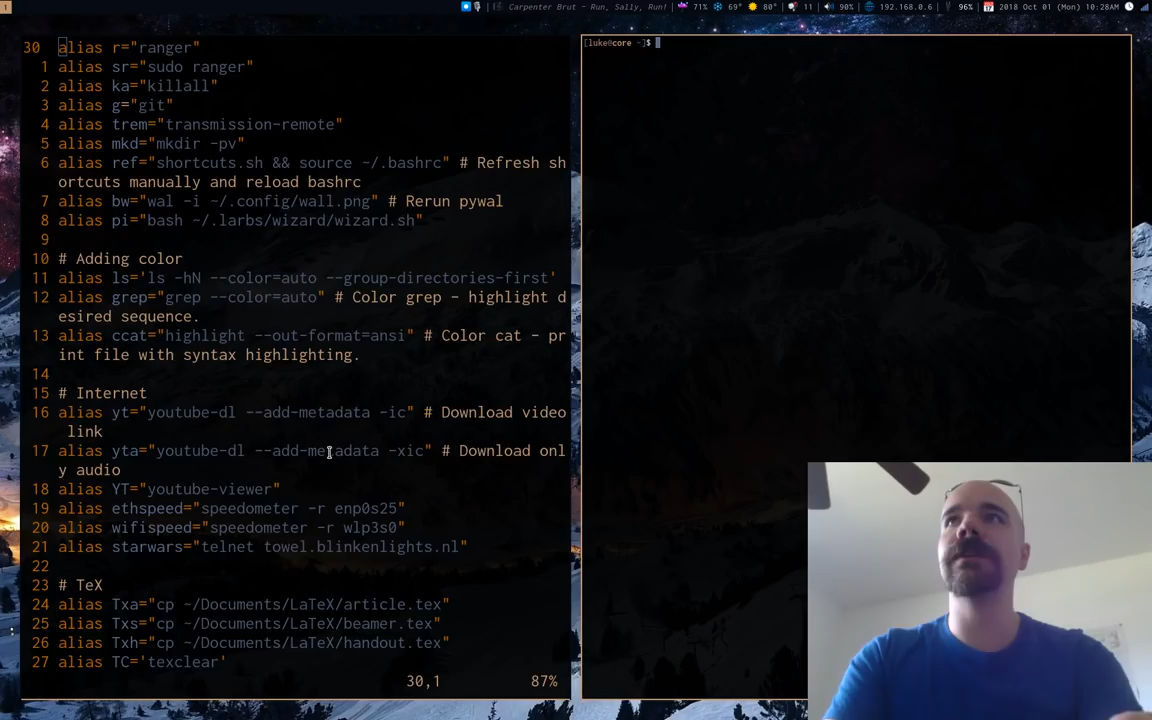 1 Carpenter Brut - Run, Sally, Run! 71% 69° 80° 11 90% 192.168.0.6 96% 2018 Oct 01 (Mon) 10:28AM
30 alias r="ranger"
1 alias sr="sudo ranger"
2 alias ka="killall"
3 alias g="git"
4 alias trem="transmission-remote"
5 alias mkd="mkdir -pv"
6 alias ref="shortcuts.sh && source ~/.bashrc" # Refresh sh
ortcuts manually and reload bashrc
7 alias bw="wal -i ~/.config/wall.png" # Rerun pywal
8 alias pi="bash ~/.larbs/wizard/wizard.sh"
9
10 # Adding color
11 alias ls='ls -hN --color=auto --group-directories-first'
12 alias grep="grep --color=auto" # Color grep - highlight d
esired sequence.
13 alias ccat="highlight --out-format=ansi" # Color cat - pr
int file with syntax highlighting.
14
15 # Internet
16 alias yt="youtube-dl --add-metadata -ic" # Download video
link
17 alias yta="youtube-dl --add-metadata -xic" # Download onl
y audio
18 alias YT="youtube-viewer"
19 alias ethspeed="speedometer -r enp0s25"
20 alias wifispeed="speedometer -r wlp3s0"
21 alias starwars="telnet towel.blinkenlights.nl"
22
23 # TeX
24 alias Txa="cp ~/Documents/LaTeX/article.tex"
25 alias Txs="cp ~/Documents/LaTeX/beamer.tex"
26 alias Txh="cp ~/Documents/LaTeX/handout.tex"
27 alias TC='texclear'
30,1 87%
[luke@core ~]$